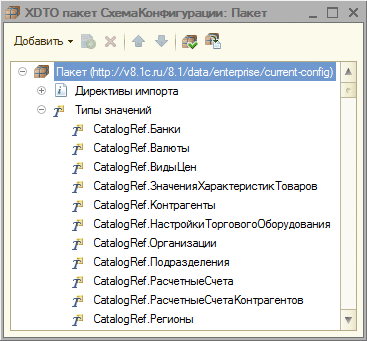 XDTO пакет СхемаКонфигурации: Пакет
Добавить
Пакет (http://v8.1c.ru/8.1/data/enterprise/current-config)
Директивы импорта
Типы значений
CatalogRef.Банки
CatalogRef.Валюты
CatalogRef.ВидыЦен
CatalogRef.ЗначенияХарактеристикТоваров
CatalogRef.Контрагенты
CatalogRef.НастройкиТорговогоОборудования
CatalogRef.Организации
CatalogRef.Подразделения
CatalogRef.РасчетныеСчета
CatalogRef.РасчетныеСчетаКонтрагентов
CatalogRef.Регионы